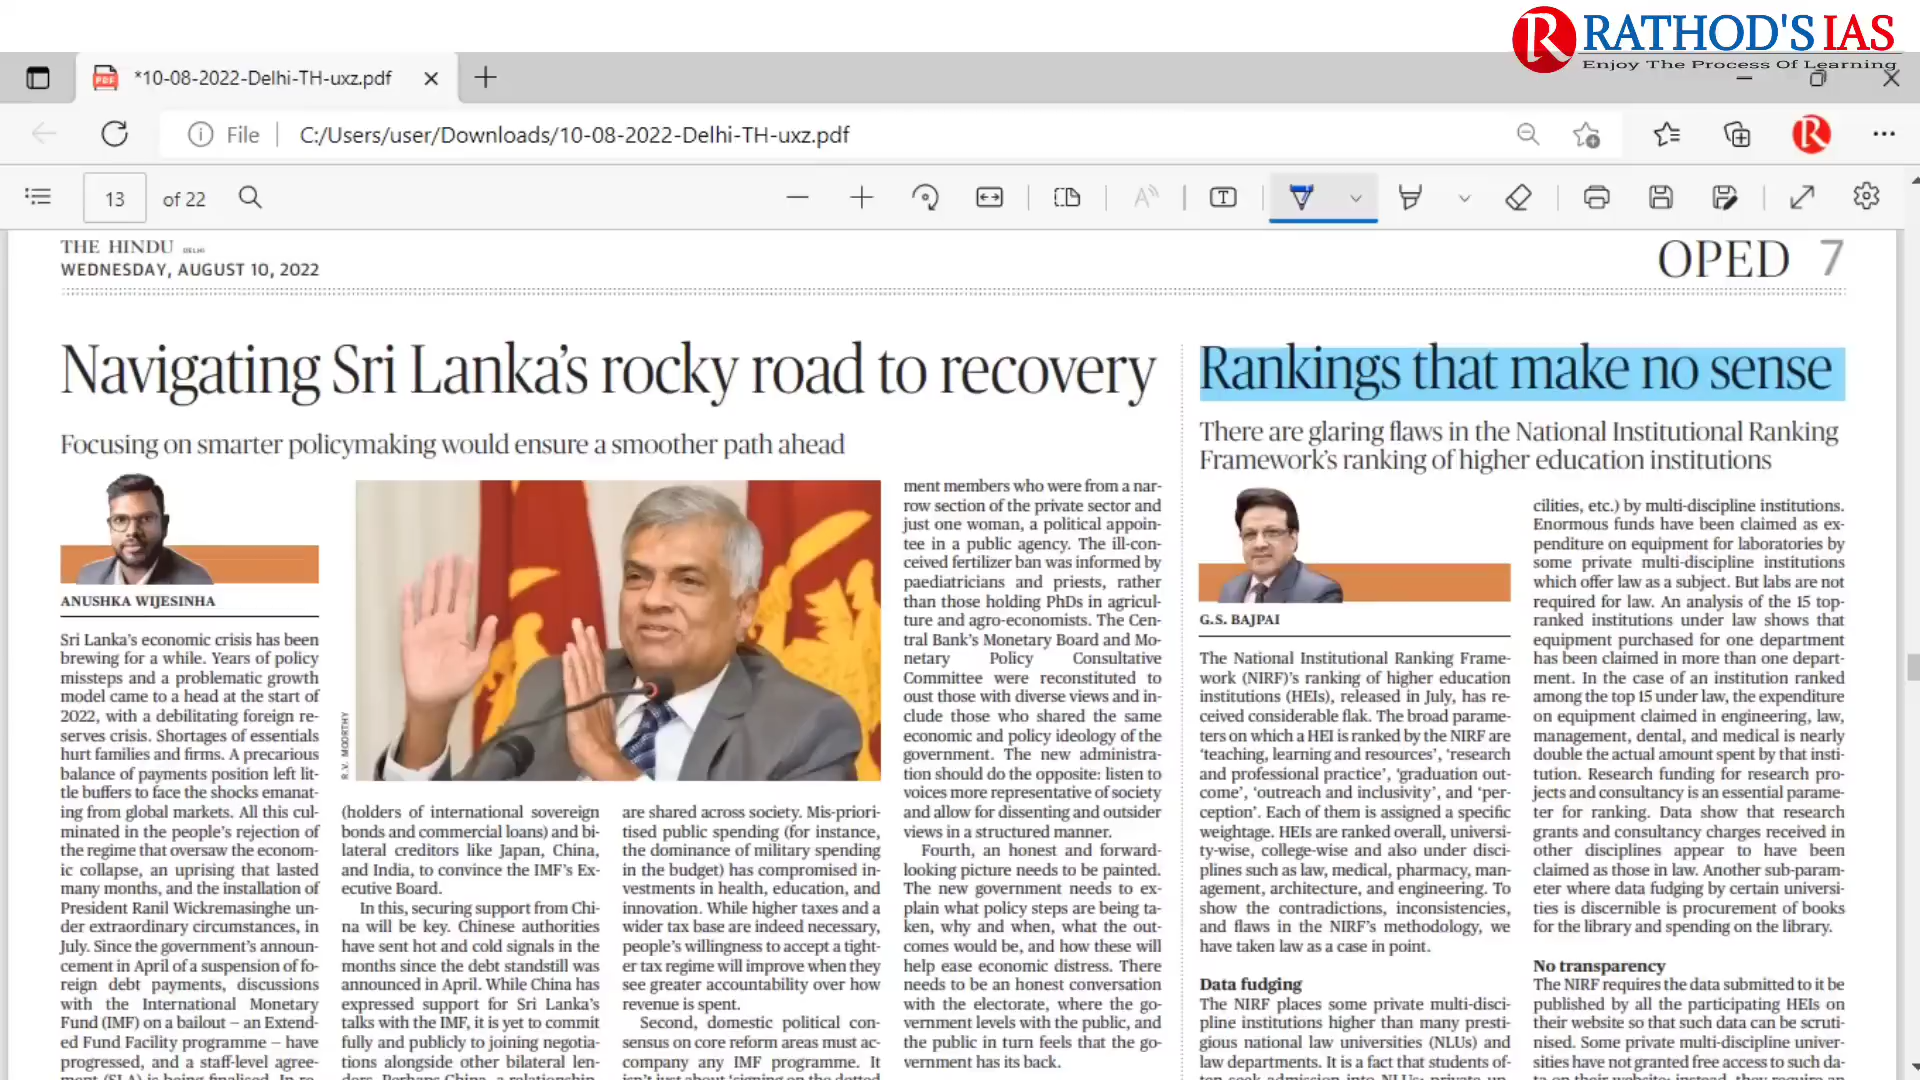 RATHOD'S IAS
Enjoy The Process Of Learning
*10-08-2022-Delhi-TH-uxz.pdf
File
C:/Users/user/Downloads/10-08-2022-Delhi-TH-uxz.pdf
13
of 22
THE HINDU DELHI
WEDNESDAY, AUGUST 10, 2022
OPED 7
Navigating Sri Lanka's rocky road to recovery
Focusing on smarter policymaking would ensure a smoother path ahead
ANUSHKA WIJESINHA
Sri Lanka's economic crisis has been
brewing for a while. Years of policy
missteps and a problematic growth
model came to a head at the start of
2022, with a debilitating foreign re-
serves crisis. Shortages of essentials
hurt families and firms. A precarious
balance of payments position left lit-
tle buffers to face the shocks emanat-
ing from global markets. All this cul-
minated in the people's rejection of
the regime that oversaw the econom-
ic collapse, an uprising that lasted
many months, and the installation of
President Ranil Wickremasinghe un-
der extraordinary circumstances, in
July. Since the government's announ-
cement in April of a suspension of fo-
reign debt payments, discussions
with the International Monetary
Fund (IMF) on a bailout – an Extend-
ed Fund Facility programme – have
progressed, and a staff-level agree-
ment (SLA) is being finalised. In re-
R.V. MOORTHY
(holders of international sovereign
bonds and commercial loans) and bi-
lateral creditors like Japan, China,
and India, to convince the IMF's Ex-
ecutive Board.
In this, securing support from Chi-
na will be key. Chinese authorities
have sent hot and cold signals in the
months since the debt standstill was
announced in April. While China has
expressed support for Sri Lanka's
talks with the IMF, it is yet to commit
fully and publicly to joining negotia-
tions alongside other bilateral len-
ders. Perhaps China, a relationship-
are shared across society. Mis-priori-
tised public spending (for instance,
the dominance of military spending
in the budget) has compromised in-
vestments in health, education, and
innovation. While higher taxes and a
wider tax base are indeed necessary,
people's willingness to accept a tight-
er tax regime will improve when they
see greater accountability over how
revenue is spent.
Second, domestic political con-
sensus on core reform areas must ac-
company any IMF programme. It
isn't just about 'signing on the dotted
ment members who were from a nar-
row section of the private sector and
just one woman, a political appoin-
tee in a public agency. The ill-con-
ceived fertilizer ban was informed by
paediatricians and priests, rather
than those holding PhDs in agricul-
ture and agro-economists. The Cen-
tral Bank's Monetary Board and Mo-
netary Policy Consultative
Committee were reconstituted to
oust those with diverse views and in-
clude those who shared the same
economic and policy ideology of the
government. The new administra-
tion should do the opposite: listen to
voices more representative of society
and allow for dissenting and outsider
views in a structured manner.
Fourth, an honest and forward-
looking picture needs to be painted.
The new government needs to ex-
plain what policy steps are being ta-
ken, why and when, what the out-
comes would be, and how these will
help ease economic distress. There
needs to be an honest conversation
with the electorate, where the go-
vernment levels with the public, and
the public in turn feels that the go-
vernment has its back.
Rankings that make no sense
There are glaring flaws in the National Institutional Ranking
Framework's ranking of higher education institutions
G.S. BAJPAI
The National Institutional Ranking Frame-
work (NIRF)'s ranking of higher education
institutions (HEIs), released in July, has re-
ceived considerable flak. The broad parame-
ters on which a HEI is ranked by the NIRF are
'teaching, learning and resources', 'research
and professional practice', 'graduation out-
come', 'outreach and inclusivity', and 'per-
ception'. Each of them is assigned a specific
weightage. HEIs are ranked overall, universi-
ty-wise, college-wise and also under disci-
plines such as law, medical, pharmacy, man-
agement, architecture, and engineering. To
show the contradictions, inconsistencies,
and flaws in the NIRF's methodology, we
have taken law as a case in point.
Data fudging
The NIRF places some private multi-disci-
pline institutions higher than many presti-
gious national law universities (NLUs) and
law departments. It is a fact that students of-
ten seek admission into NLUs; private un-
cilities, etc.) by multi-discipline institutions.
Enormous funds have been claimed as ex-
penditure on equipment for laboratories by
some private multi-discipline institutions
which offer law as a subject. But labs are not
required for law. An analysis of the 15 top-
ranked institutions under law shows that
equipment purchased for one department
has been claimed in more than one depart-
ment. In the case of an institution ranked
among the top 15 under law, the expenditure
on equipment claimed in engineering, law,
management, dental, and medical is nearly
double the actual amount spent by that insti-
tution. Research funding for research pro-
jects and consultancy is an essential parame-
ter for ranking. Data show that research
grants and consultancy charges received in
other disciplines appear to have been
claimed as those in law. Another sub-param-
eter where data fudging by certain universi-
ties is discernible is procurement of books
for the library and spending on the library.
No transparency
The NIRF requires the data submitted to it be
published by all the participating HEIs on
their website so that such data can be scruti-
nised. Some private multi-discipline univer-
sities have not granted free access to such da-
ta on their website; instead, they require an